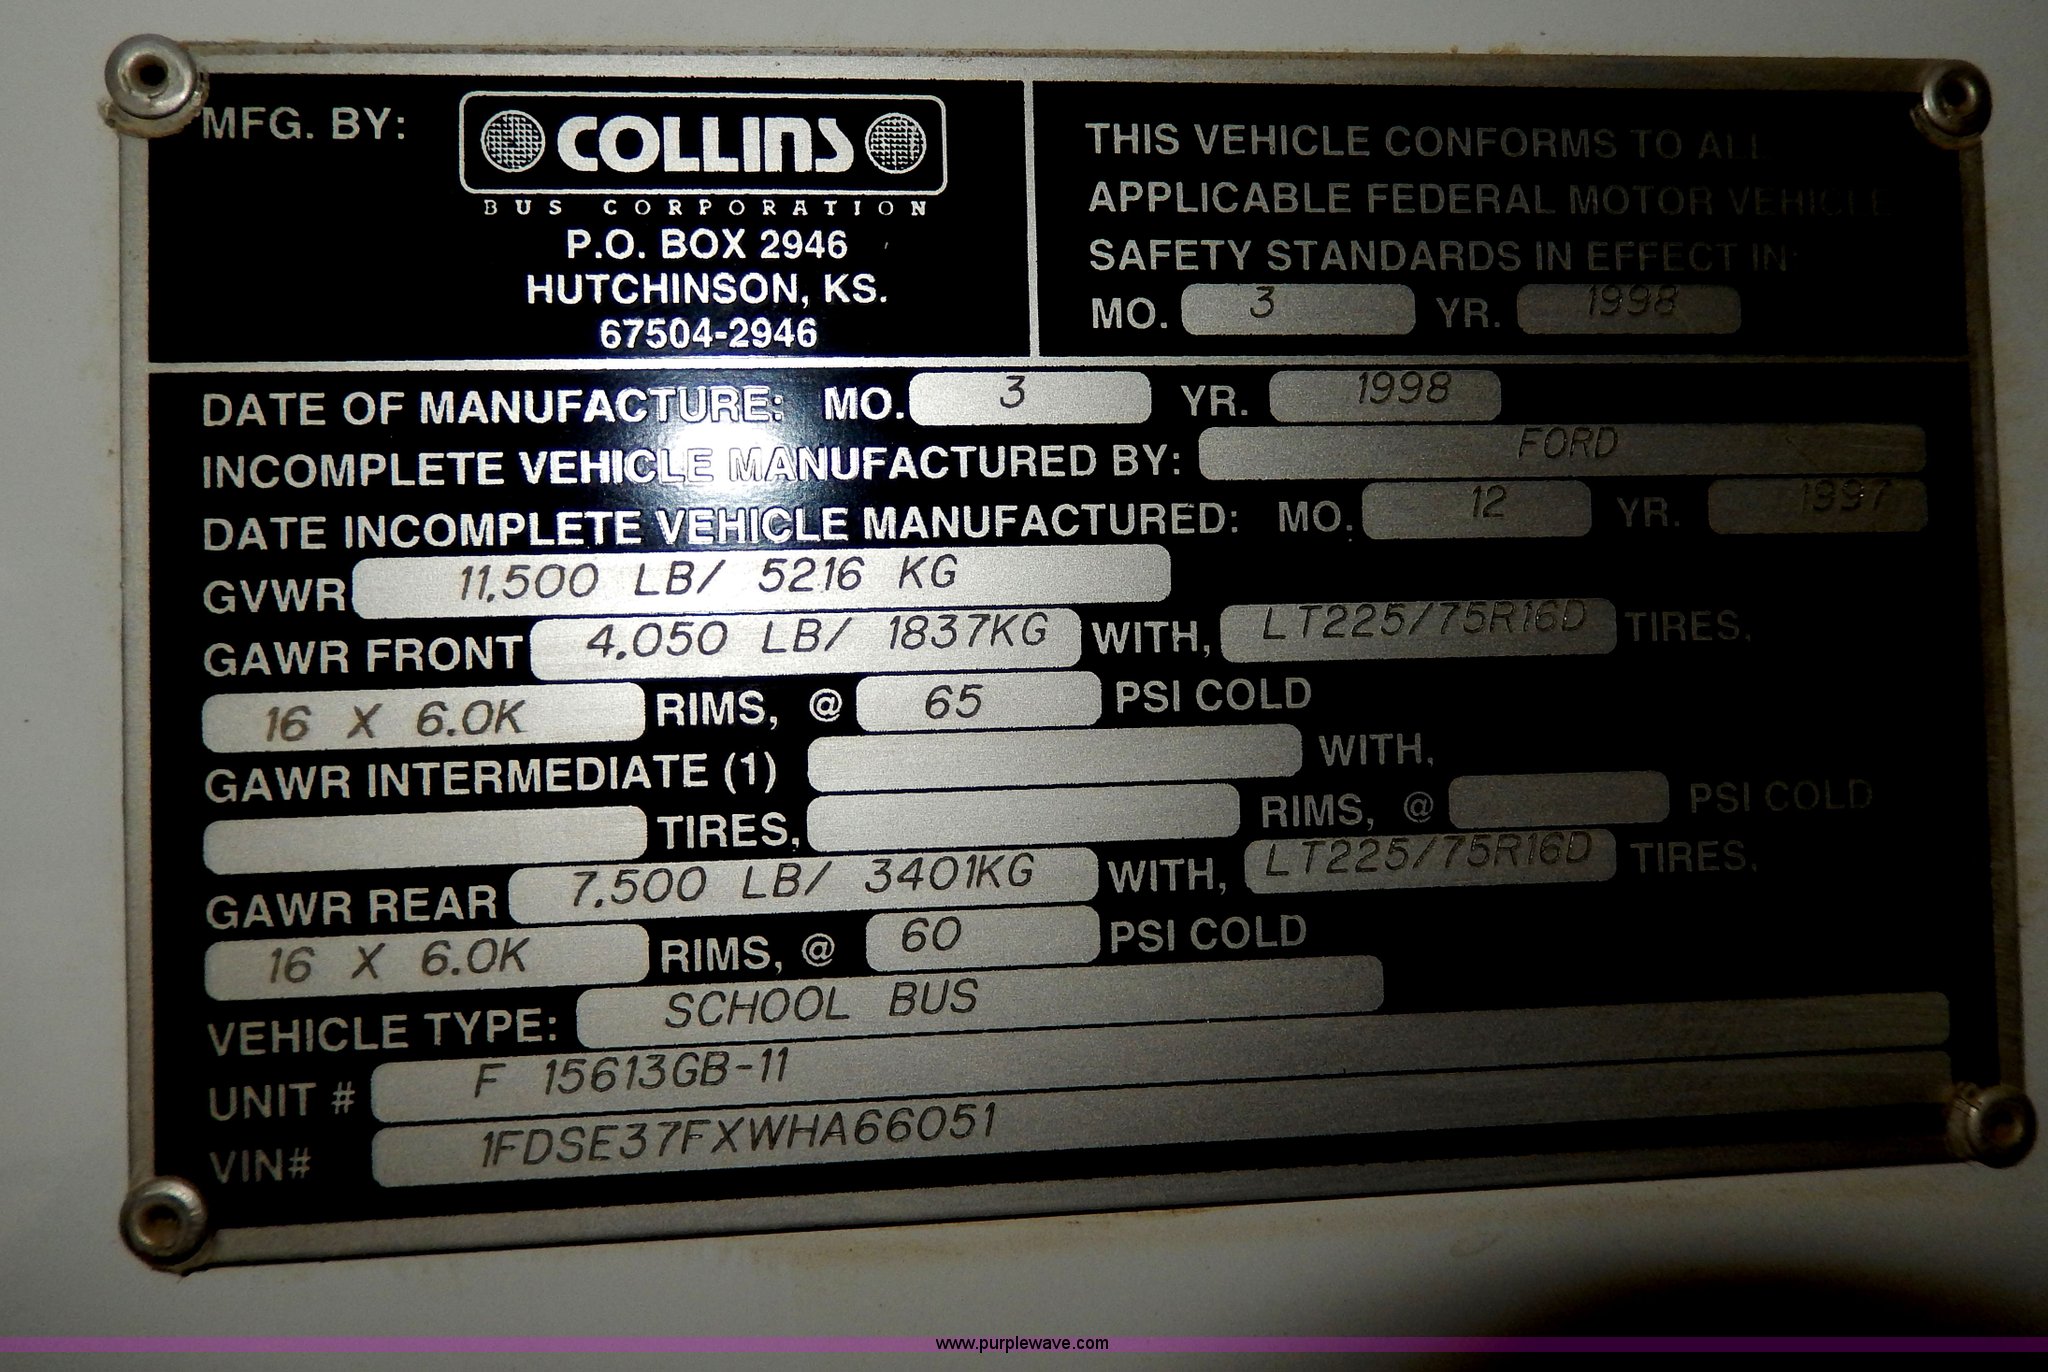 MFG. BY:
COLLINS
BUS CORPORATION
P.O. BOX 2946
HUTCHINSON, KS.
67504-2946
THIS VEHICLE CONFORMS TO ALL
APPLICABLE FEDERAL MOTOR VEHICLE
SAFETY STANDARDS IN EFFECT IN:
MO. 3 YR. 1998
DATE OF MANUFACTURE: MO. 3 YR. 1998
INCOMPLETE VEHICLE MANUFACTURED BY: FORD
DATE INCOMPLETE VEHICLE MANUFACTURED: MO. 12 YR. 1997
GVWR 11,500 LB/ 5216 KG
GAWR FRONT 4,050 LB/ 1837KG WITH, LT225/75R16D TIRES,
16 X 6.0K RIMS, @ 65 PSI COLD
GAWR INTERMEDIATE (1) WITH,
TIRES, RIMS, @ PSI COLD
GAWR REAR 7,500 LB/ 3401KG WITH, LT225/75R16D TIRES,
16 X 6.0K RIMS, @ 60 PSI COLD
VEHICLE TYPE: SCHOOL BUS
UNIT # F 15613GB-11
VIN# 1FDSE37FXWHA66051
www.purplewave.com